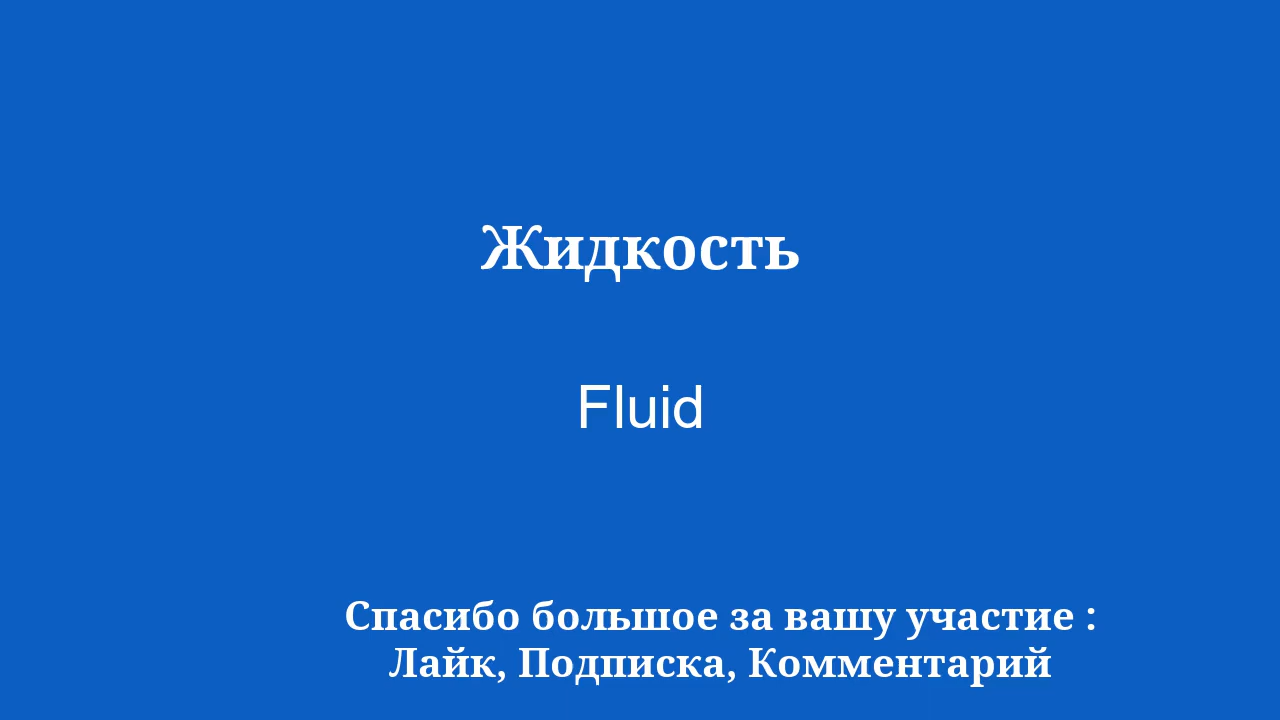 Жидкость
Fluid
Спасибо большое за вашу участие :
Лайк, Подписка, Комментарий